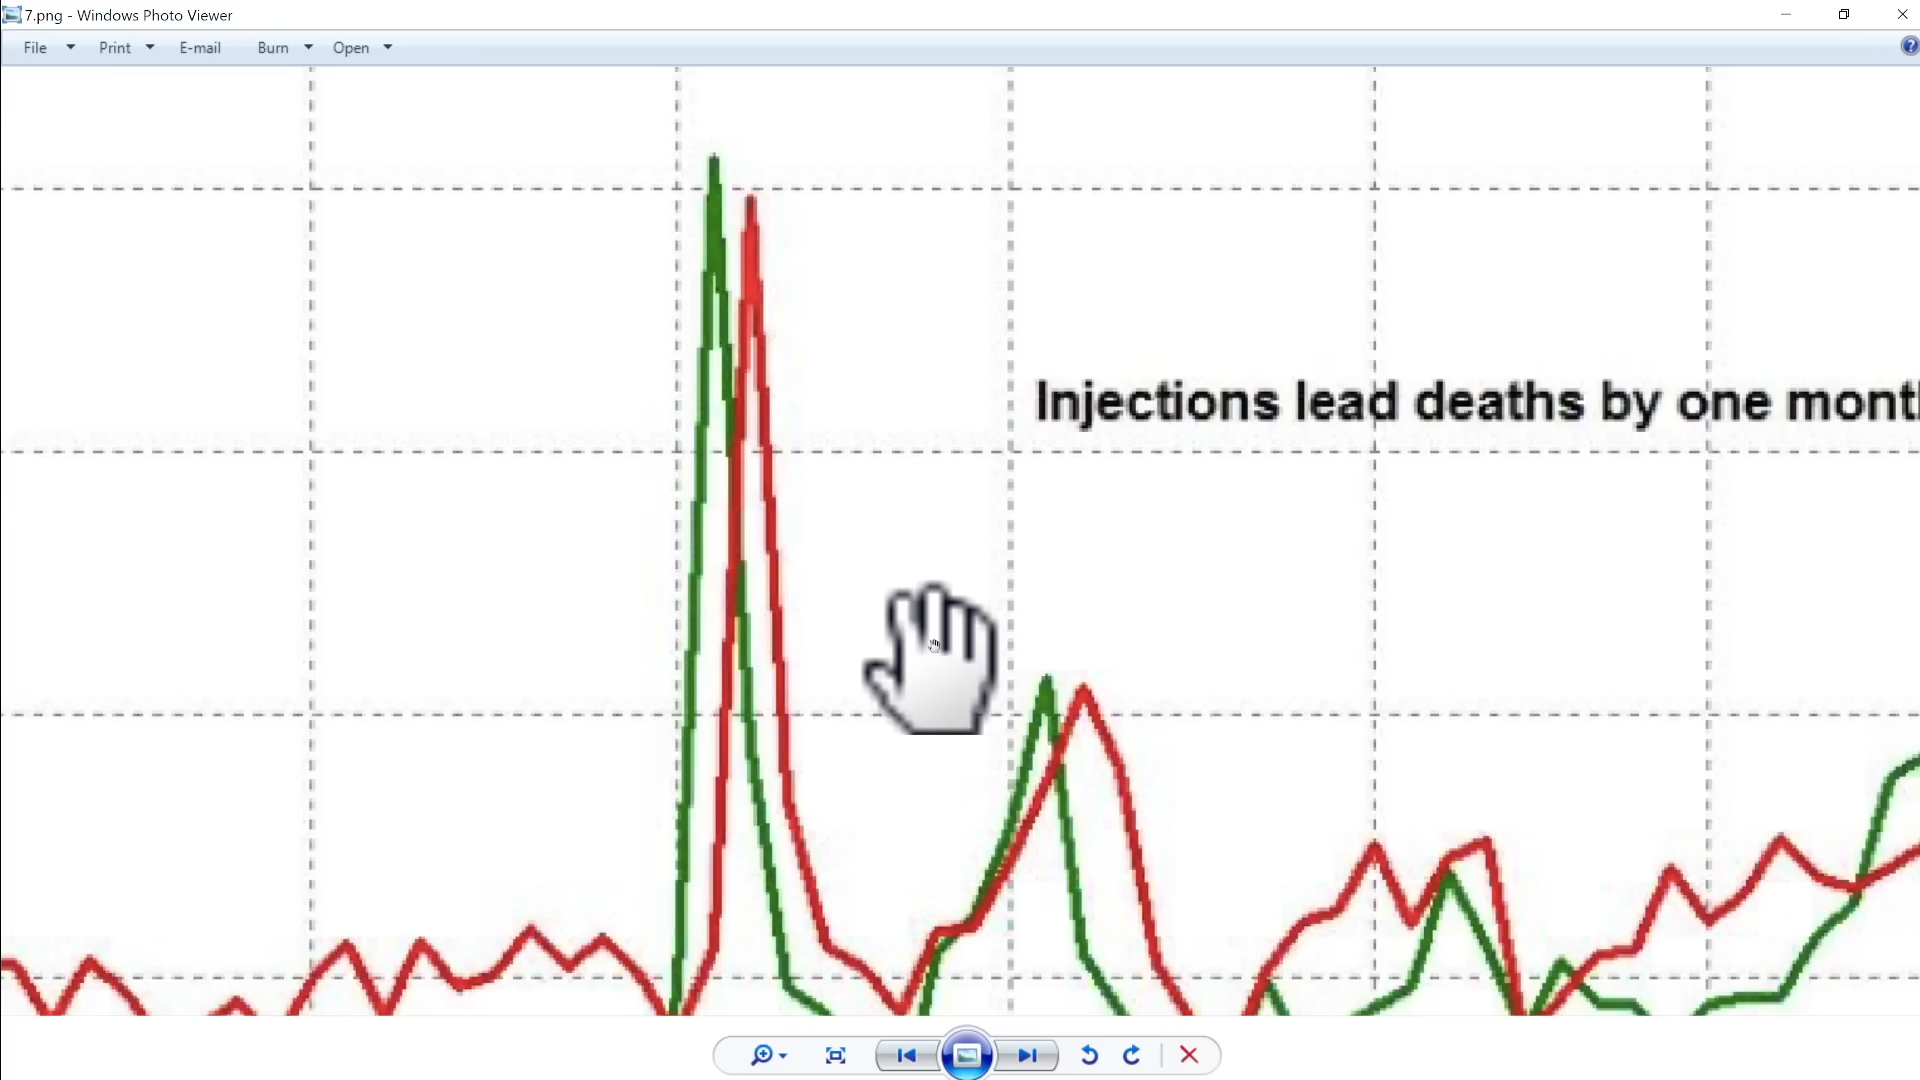 7.png - Windows Photo Viewer
File Print E-mail Burn Open
?
Injections lead deaths by one mont